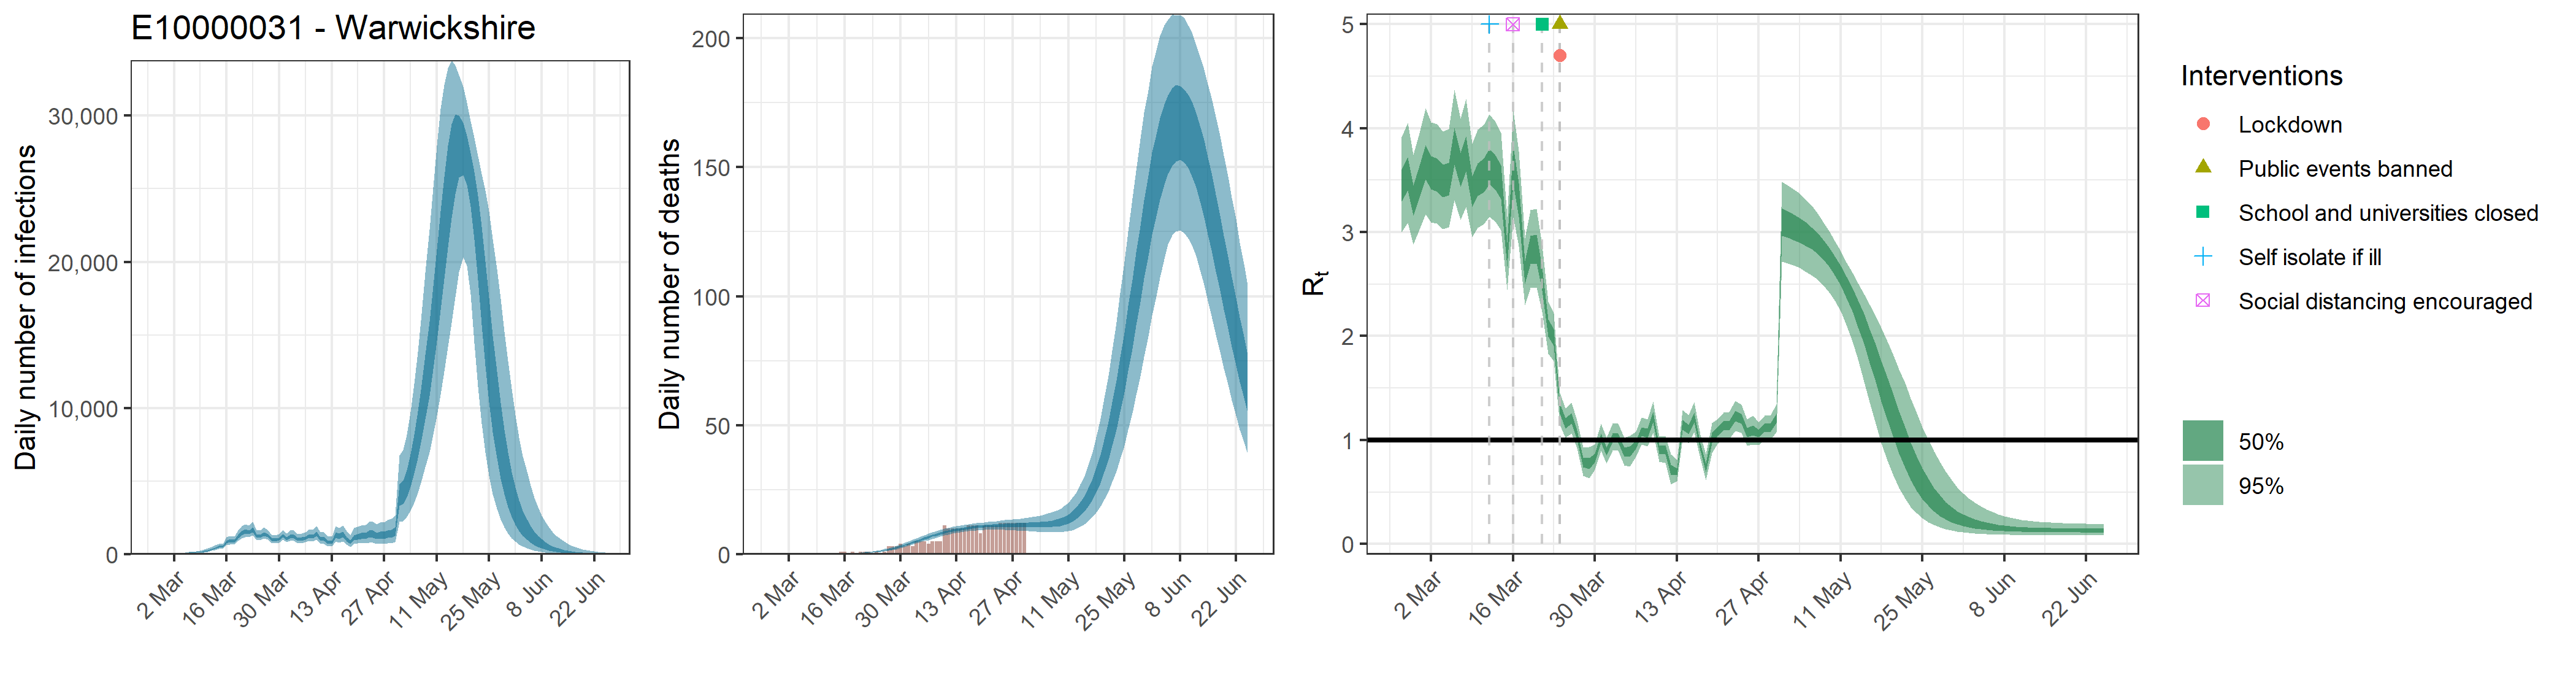 E10000031 - Warwickshire
Daily number of infections
30,000
20,000
10,000
0
2 Mar
16 Mar
30 Mar
13 Apr
27 Apr
11 May
25 May
8 Jun
22 Jun
Daily number of deaths
200
150
100
50
0
2 Mar
16 Mar
30 Mar
13 Apr
27 Apr
11 May
25 May
8 Jun
22 Jun
Rt
5
4
3
2
1
0
2 Mar
16 Mar
30 Mar
13 Apr
27 Apr
11 May
25 May
8 Jun
22 Jun
Interventions
Lockdown
Public events banned
School and universities closed
Self isolate if ill
Social distancing encouraged
50%
95%